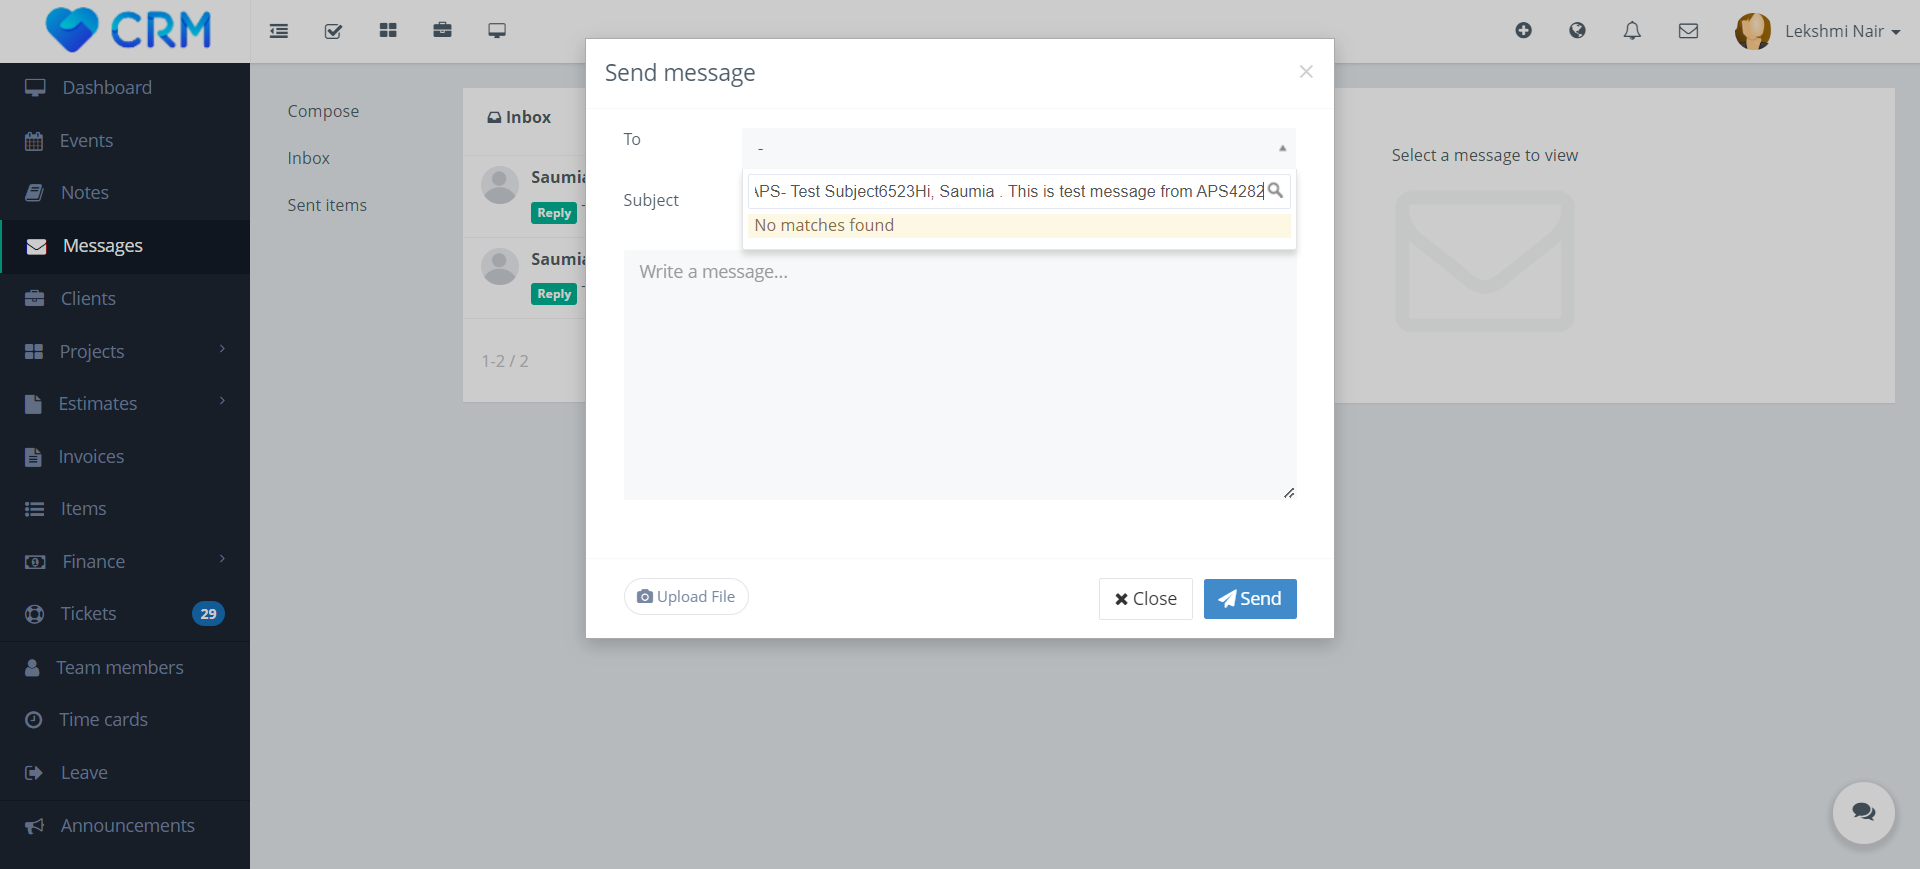 CRM
Lekshmi Nair
Dashboard
Events
Notes
Messages
Clients
Projects
Estimates
Invoices
Items
Finance
Tickets 29
Team members
Time cards
Leave
Announcements
Compose
Inbox
Sent items
Inbox
Reply
Reply
1-2 / 2
Send message
×
To
-
Test Subject6523Hi, Saumia . This is test message from APS4282
No matches found
Subject
Write a message...
Upload File
Close
Send
Select a message to view